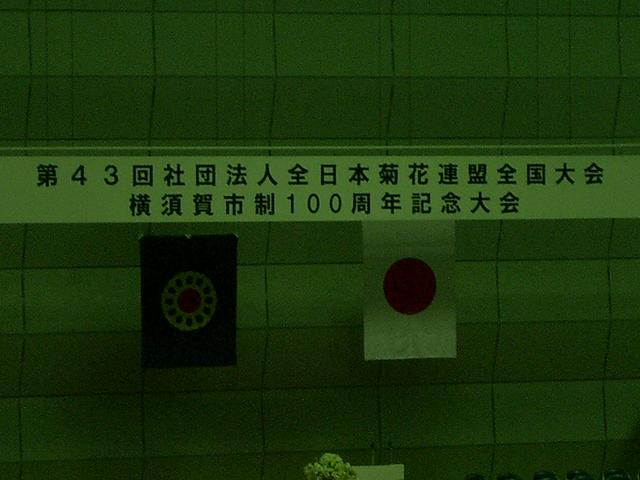 第43回社団法人全日本菊花連盟全国大会
横須賀市制100周年記念大会